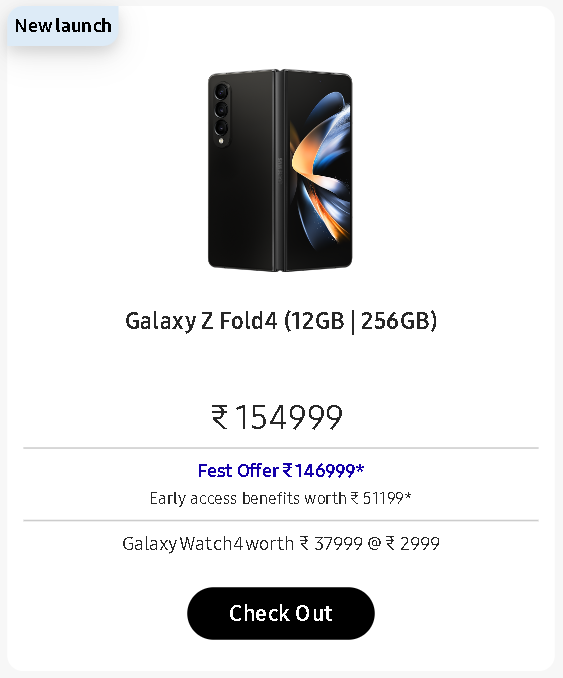 New launch
Galaxy Z Fold4 (12GB | 256GB)
₹ 154999
Fest Offer ₹ 146999*
Early access benefits worth ₹ 51199*
Galaxy Watch4 worth ₹ 37999 @ ₹ 2999
Check Out